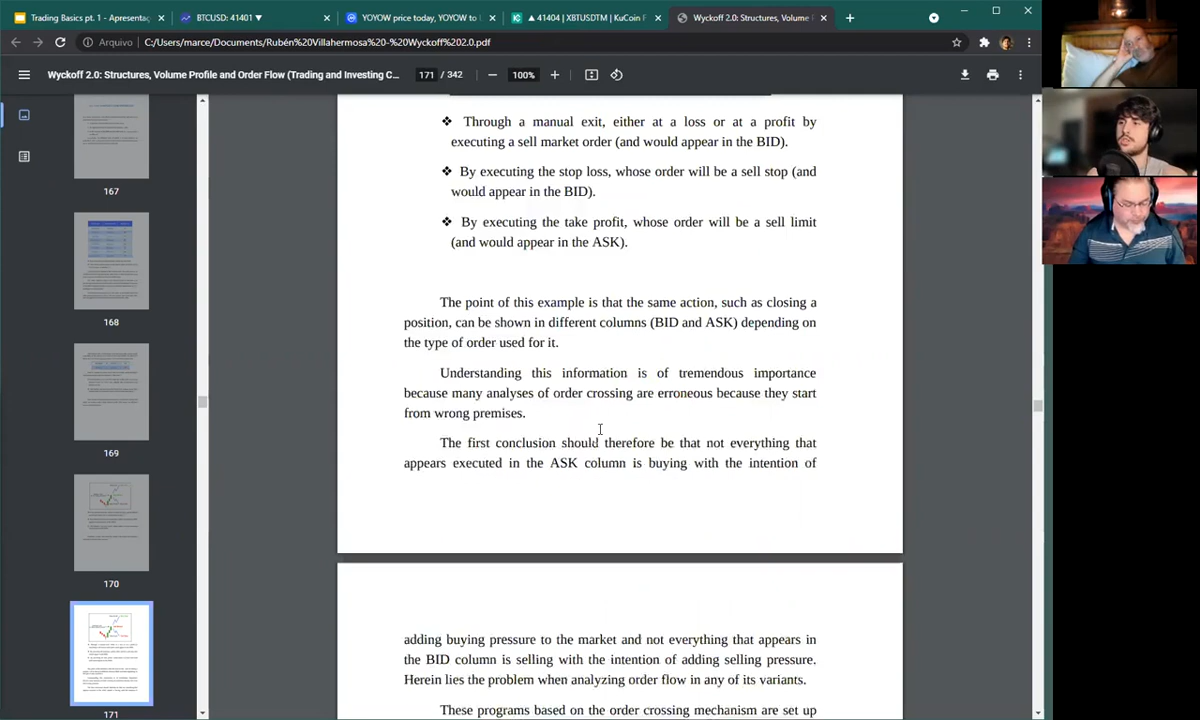 Trading Basics pt. 1 - Apresentaç
BTCUSD: 41401 ▼
YOYOW price today, YOYOW to
▲ 41404 | XBTUSDTM | KuCoin F
Wyckoff 2.0: Structures, Volume P
Arquivo
C:/Users/marce/Documents/Rubén%20Villahermosa%20-%20Wyckoff%202.0.pdf
Wyckoff 2.0: Structures, Volume Profile and Order Flow (Trading and Investing C...
171 / 342
100%
167
168
169
170
171
❖ Through a manual exit, either at a loss or at a profit by
executing a sell market order (and would appear in the BID).
❖ By executing the stop loss, whose order will be a sell stop (and
would appear in the BID).
❖ By executing the take profit, whose order will be a sell limit
(and would appear in the ASK).
The point of this example is that the same action, such as closing a
position, can be shown in different columns (BID and ASK) depending on
the type of order used for it.
Understanding this information is of tremendous importance
because many analyses of order crossing are erroneous because they start
from wrong premises.
The first conclusion should therefore be that not everything that
appears executed in the ASK column is buying with the intention of
adding buying pressure to the market and not everything that appears in
the BID column is selling with the intention of adding selling pressure.
Herein lies the problem when analyzing order flow in any of its variants.
These programs based on the order crossing mechanism are set up